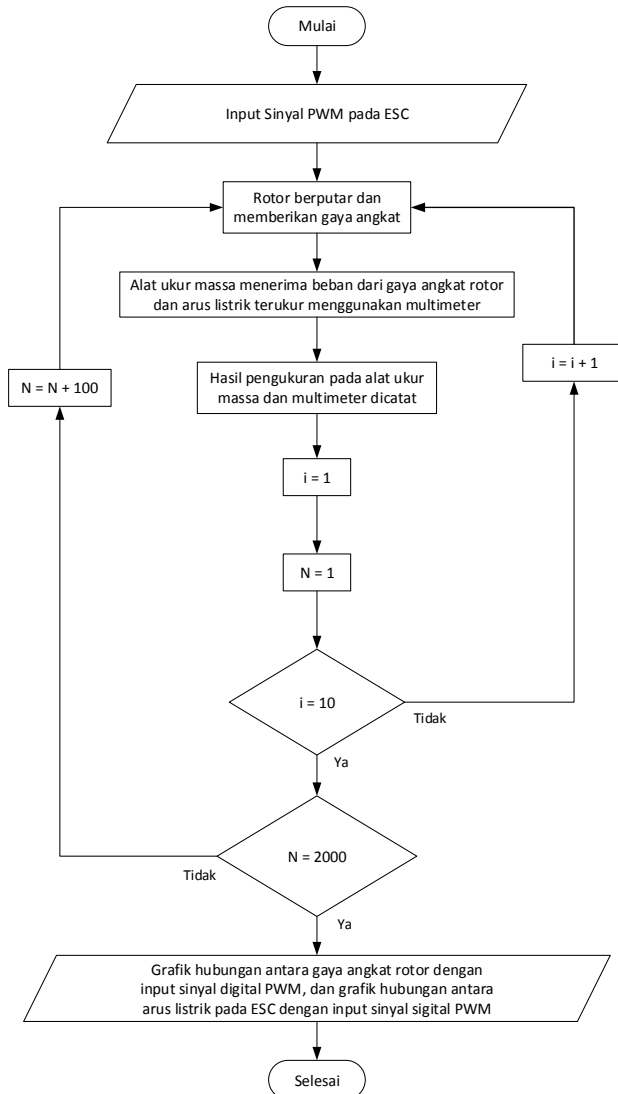 Mulai
Input Sinyal PWM pada ESC
Rotor berputar dan
memberikan gaya angkat
Alat ukur massa menerima beban dari gaya angkat rotor
dan arus listrik terukur menggunakan multimeter
N = N + 100
Hasil pengukuran pada alat ukur
massa dan multimeter dicatat
i = i + 1
i = 1
N = 1
i = 10
Tidak
Ya
N = 2000
Tidak
Ya
Grafik hubungan antara gaya angkat rotor dengan
input sinyal digital PWM, dan grafik hubungan antara
arus listrik pada ESC dengan input sinyal sigital PWM
Selesai